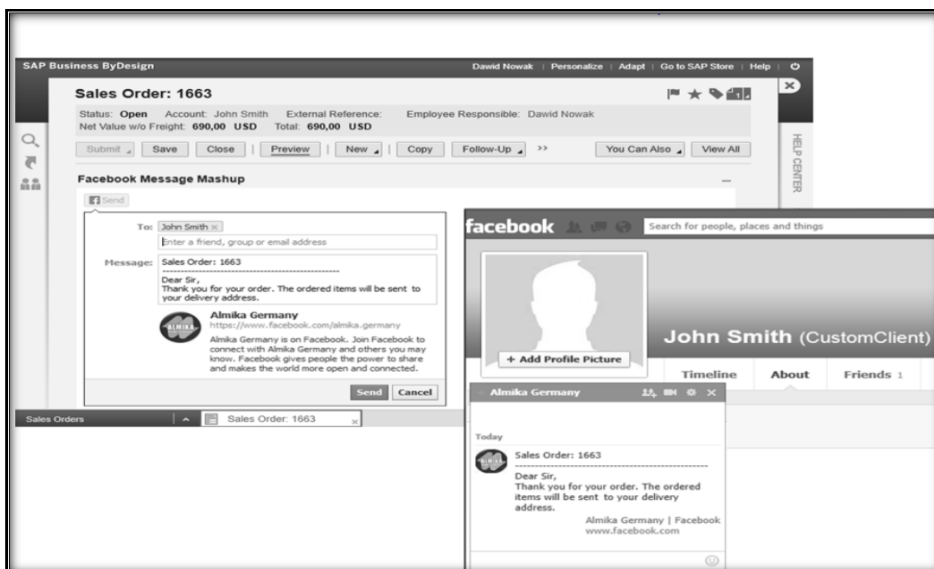 SAP Business ByDesign
Dawid Nowak | Personalize | Adapt | Go to SAP Store | Help
Sales Order: 1663
Status: Open Account: John Smith External Reference: Employee Responsible: Dawid Nowak
Net Value w/o Freight: 690,00 USD Total: 690,00 USD
Submit Save Close | Preview | New | Copy Follow-Up >> You Can Also View All
HELP CENTER
Facebook Message Mashup
Send
To: John Smith
Enter a friend, group or email address
Message: Sales Order: 1663
Dear Sir,
Thank you for your order. The ordered items will be sent to
your delivery address.
ALMIKA
Almika Germany
https://www.facebook.com/almika.germany
Almika Germany is on Facebook. Join Facebook to
connect with Almika Germany and others you may
know. Facebook gives people the power to share
and makes the world more open and connected.
Send Cancel
Sales Orders
Sales Order: 1663
facebook
Search for people, places and things
+ Add Profile Picture
John Smith (CustomClient)
Timeline About Friends 1
Almika Germany
Today
Sales Order: 1663
Dear Sir,
Thank you for your order. The ordered
items will be sent to your delivery
address.
Almika Germany | Facebook
www.facebook.com